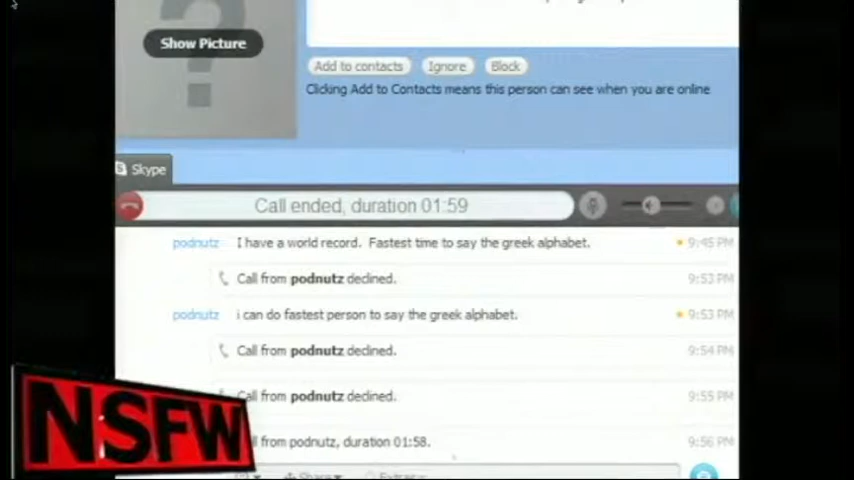 Show Picture
Add to contacts
Ignore
Block
Clicking Add to Contacts means this person can see when you are online
Skype
Call ended, duration 01:59
podnutz I have a world record. Fastest time to say the greek alphabet. 9:45 PM
Call from podnutz declined. 9:53 PM
podnutz i can do fastest person to say the greek alphabet. 9:53 PM
Call from podnutz declined. 9:54 PM
Call from podnutz declined. 9:55 PM
from podnutz, duration 01:58. 9:56 PM
Share
NSFW